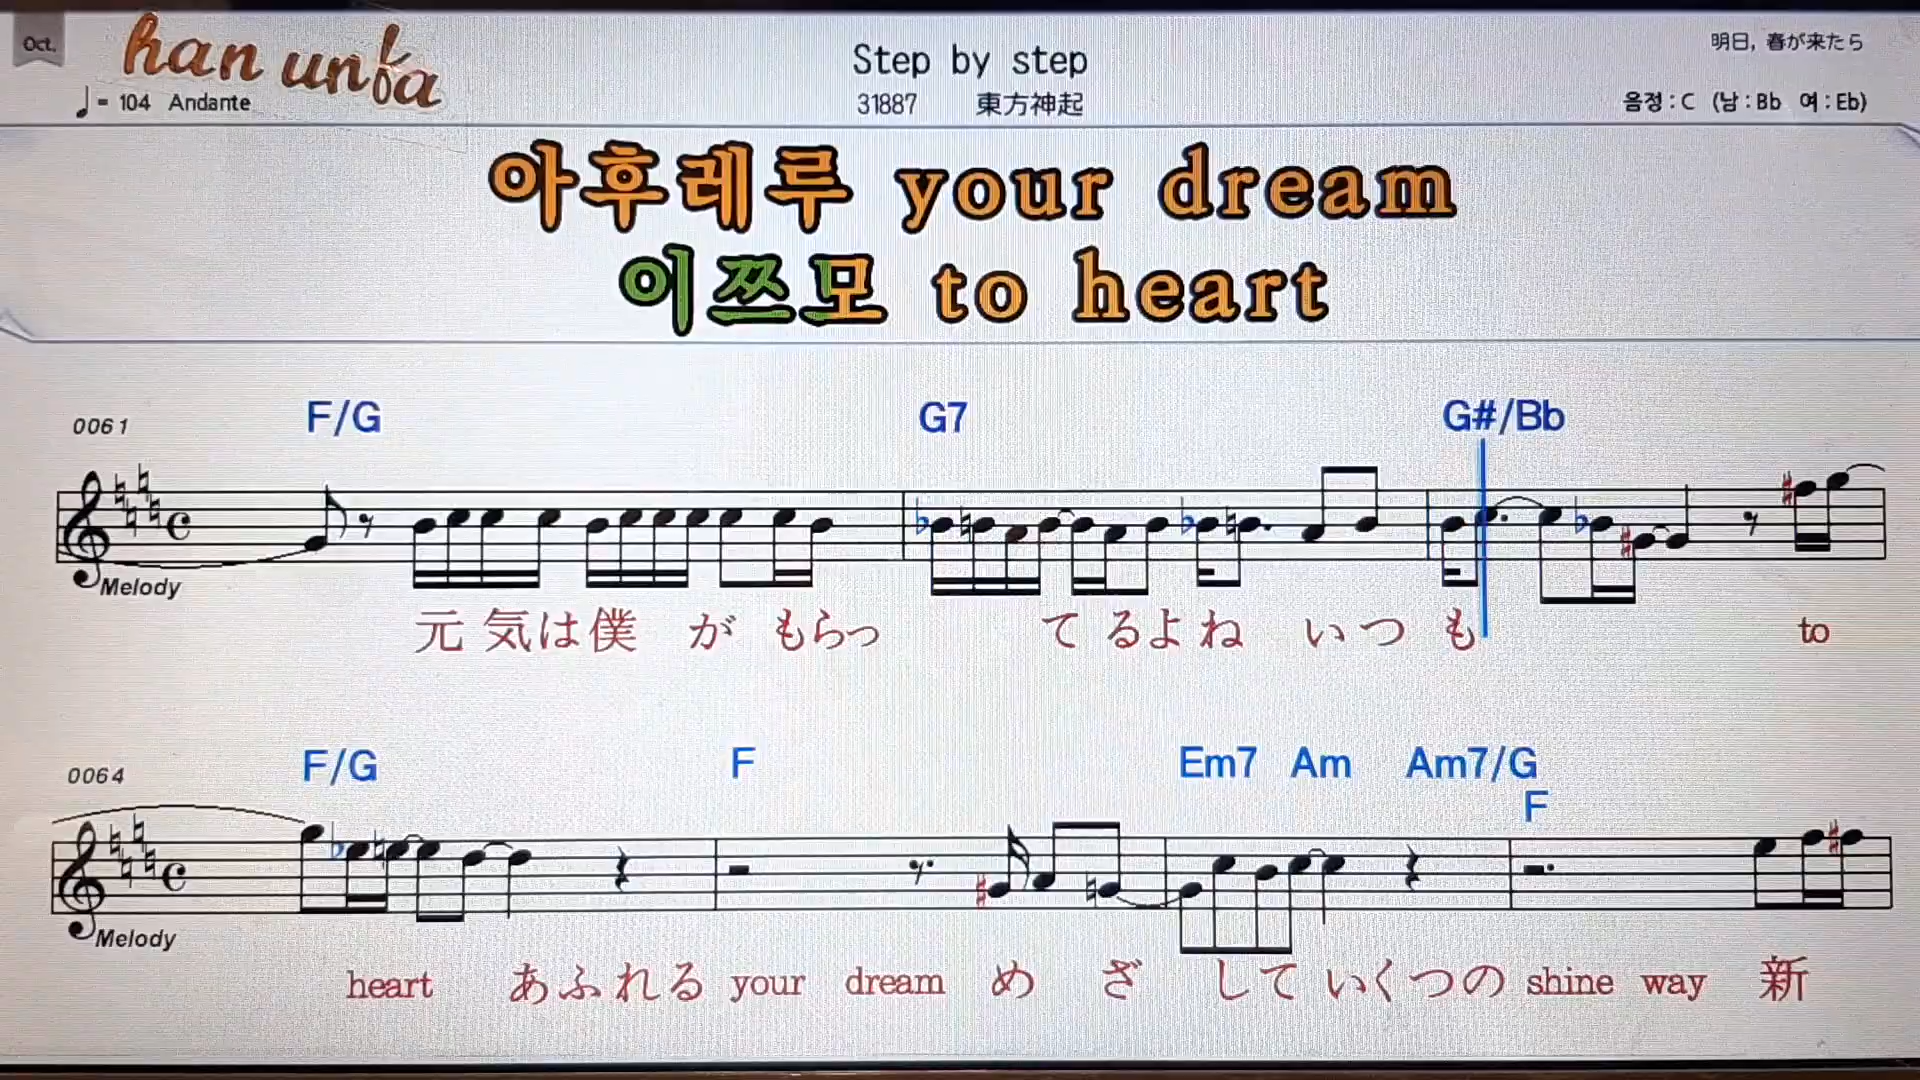 Oct.
han unba
Step by step
明日, 春が来たら
♩= 104 Andante
31887 東方神起
음정 : C (남 : Bb 여 : Eb)
아후레루 your dream
이쯔모 to heart
0061 F/G G7 G#/Bb
Melody
元気は僕がもらってるよねいつも to
0064 F/G F Em7 Am Am7/G
F
Melody
heart あふれる your dream めざしていくつの shine way 新